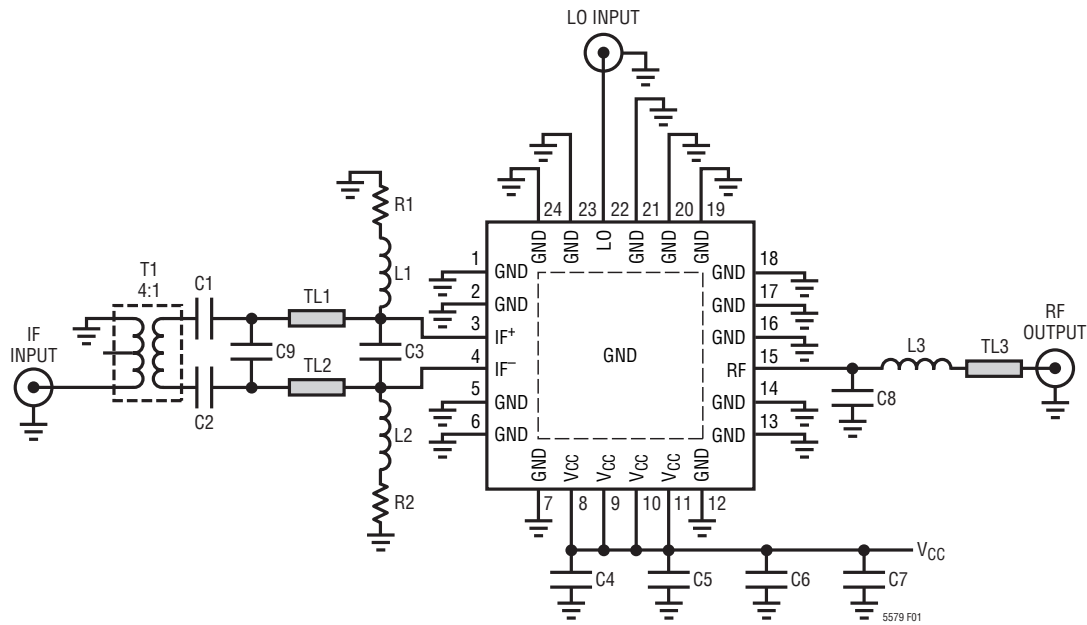 LO INPUT
24
23
22
21
20
19
GND
GND
LO
GND
GND
GND
R1
L1
T1
4:1
C1
TL1
C9
C3
TL2
C2
L2
R2
IF
INPUT
1
GND
2
GND
3
IF+
4
IF–
5
GND
6
GND
GND
18
GND
17
GND
16
GND
15
RF
14
GND
13
GND
L3
TL3
C8
RF
OUTPUT
GND
VCC
VCC
VCC
VCC
GND
7
8
9
10
11
12
VCC
C4
C5
C6
C7
5579 F01